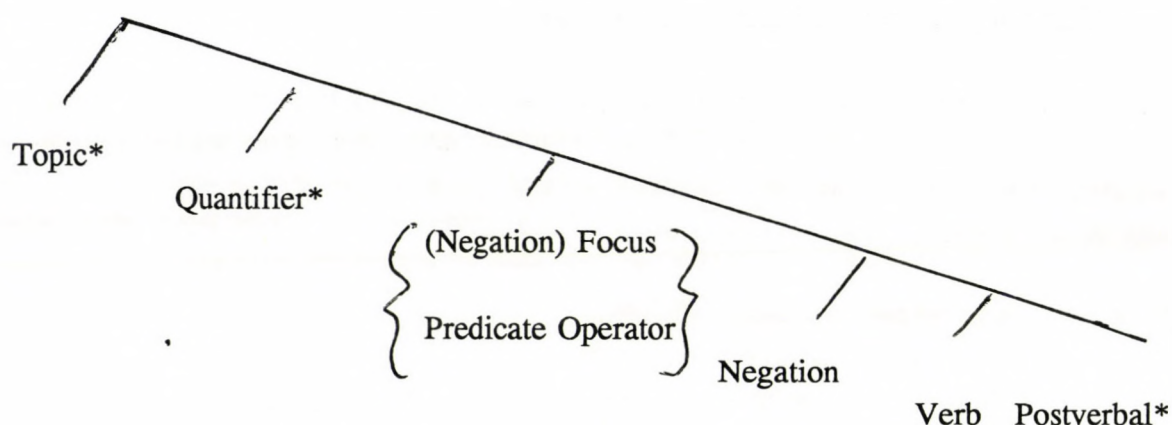 Topic*
Quantifier*
(Negation) Focus
Predicate Operator
Negation
Verb Postverbal*